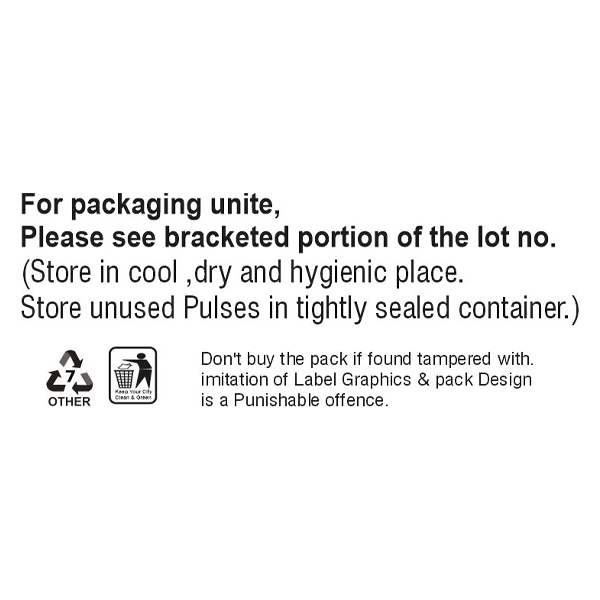 For packaging unite,
Please see bracketed portion of the lot no.
(Store in cool ,dry and hygienic place.
Store unused Pulses in tightly sealed container.)
7
OTHER
Keep Your City
Clean & Green
Don't buy the pack if found tampered with.
imitation of Label Graphics & pack Design
is a Punishable offence.